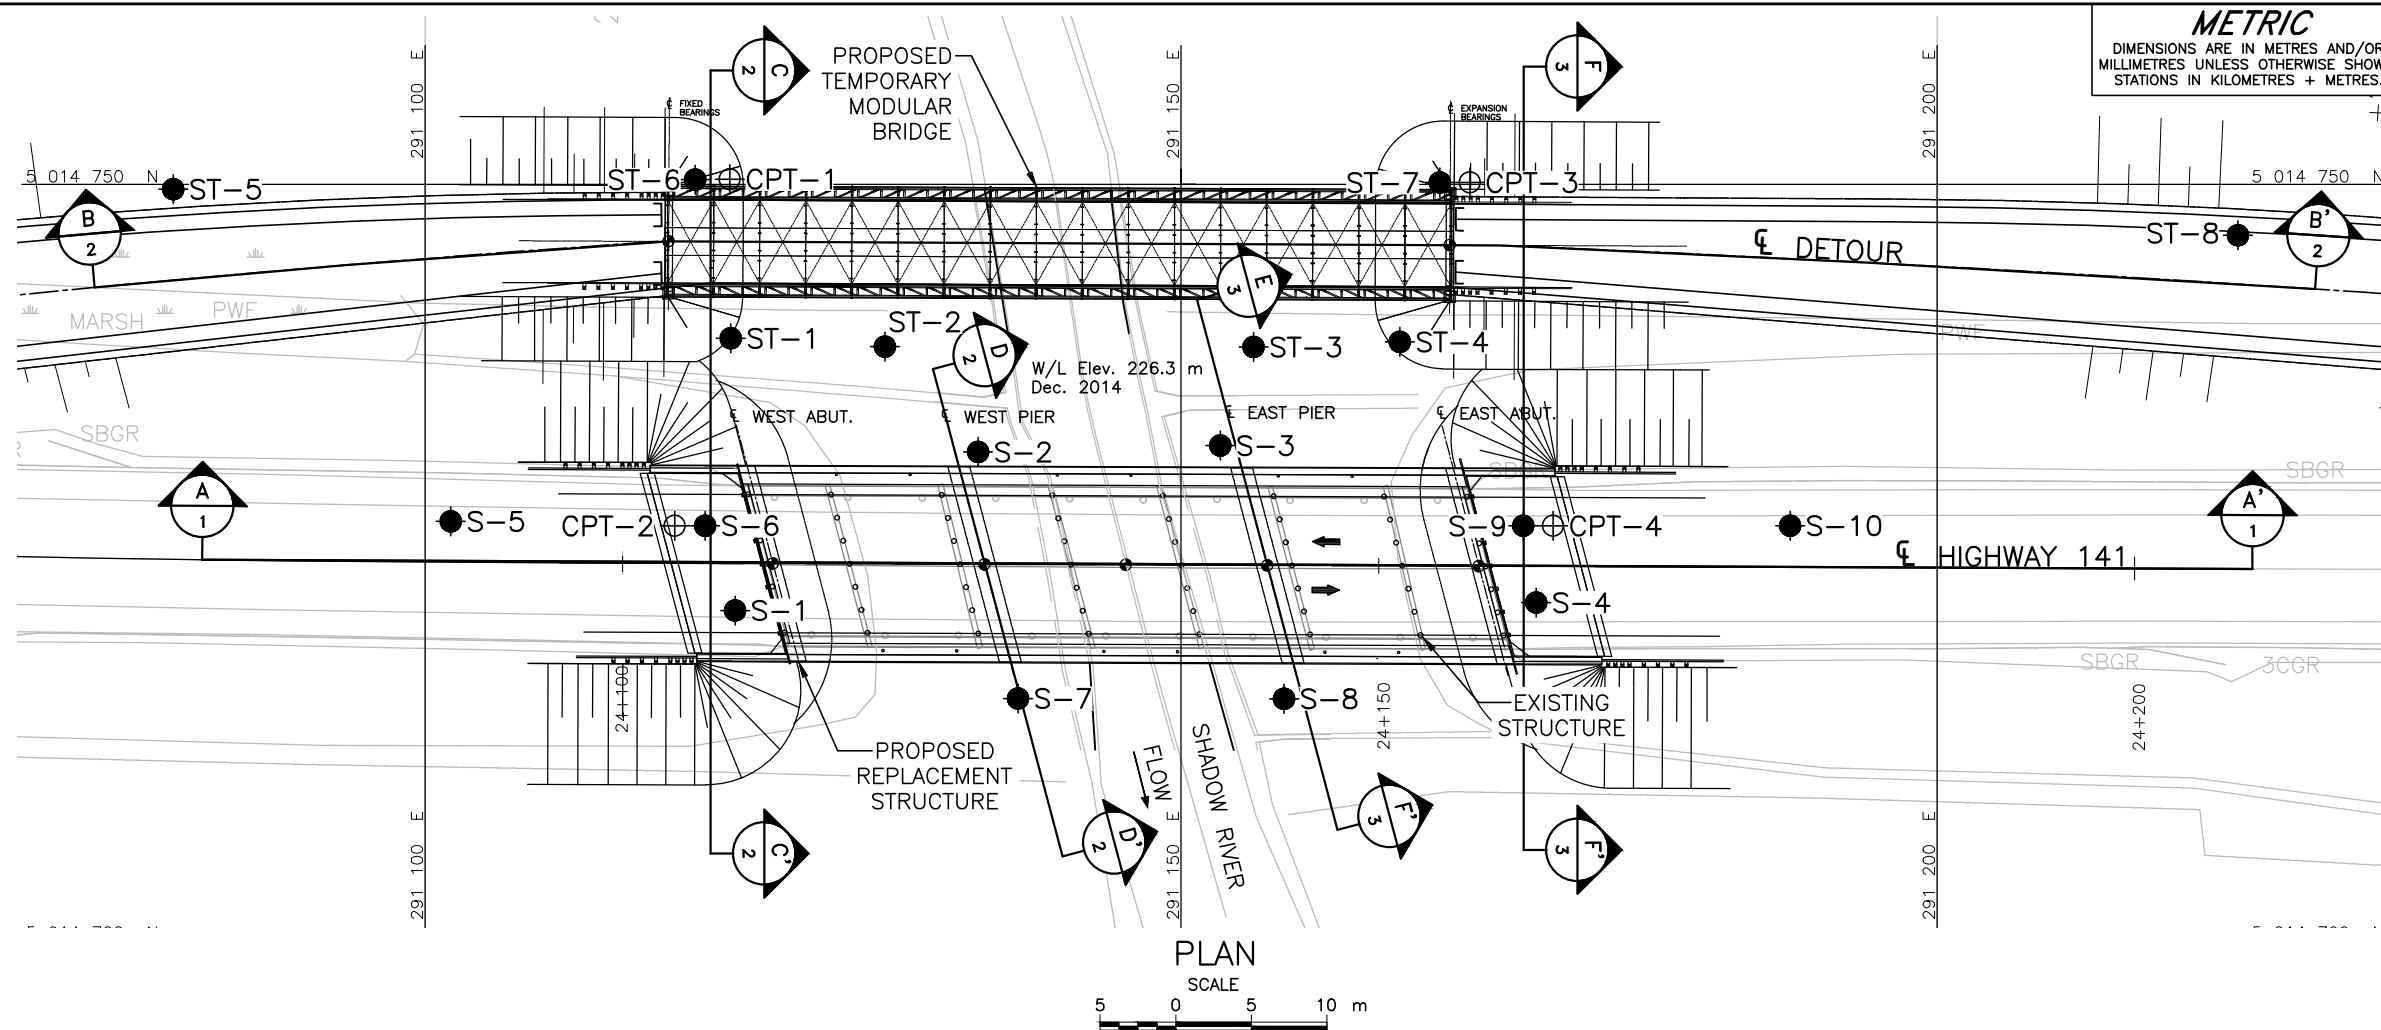 METRIC
DIMENSIONS ARE IN METRES AND/OR
MILLIMETRES UNLESS OTHERWISE SHOW
STATIONS IN KILOMETRES + METRES.
291 100 E
291 150 E
291 200 E
C
2
F
3
PROPOSED
TEMPORARY
MODULAR
BRIDGE
℄ FIXED
BEARINGS
℄ EXPANSION
BEARINGS
5 014 750 N
5 014 750 N
ST-5
ST-6
CPT-1
ST-7
CPT-3
ST-8
B
2
B'
2
℄ DETOUR
E
3
MARSH
PWF
PWF
ST-1
ST-2
ST-3
ST-4
D
2
W/L Elev. 226.3 m
Dec. 2014
℄ WEST ABUT.
℄ WEST PIER
℄ EAST PIER
℄ EAST ABUT.
SBGR
S-2
S-3
SBGR
SBGR
A
1
A'
1
S-5
CPT-2
S-6
S-9
CPT-4
S-10
℄ HIGHWAY 141
S-1
S-4
SBGR
3CGR
24+100
24+150
24+200
S-7
S-8
EXISTING
STRUCTURE
PROPOSED
REPLACEMENT
STRUCTURE
FLOW
SHADOW RIVER
D'
2
F'
3
C'
2
F'
3
291 100 E
291 150 E
291 200 E
PLAN
SCALE
5 0 5 10 m